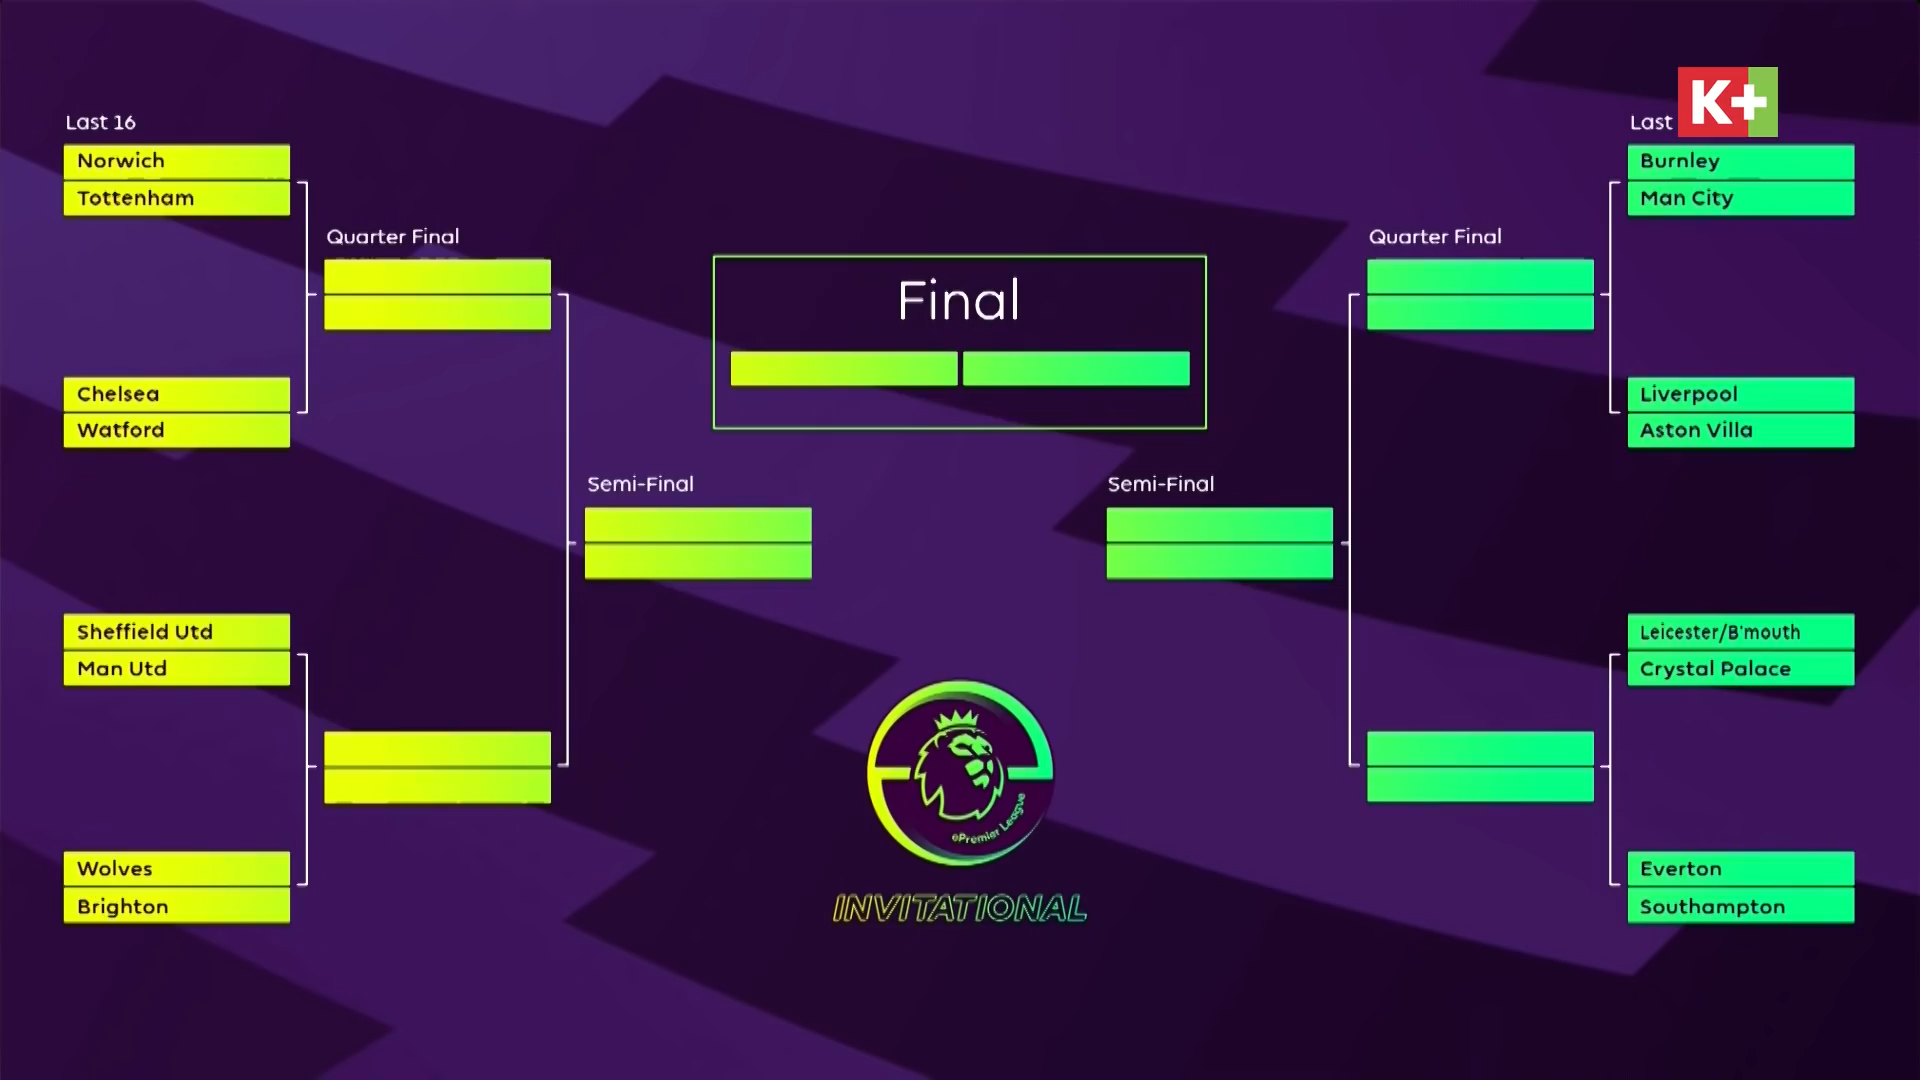 K+
Last 16
Norwich
Tottenham
Chelsea
Watford
Sheffield Utd
Man Utd
Wolves
Brighton
Quarter Final
Semi-Final
Final
ePremier League
INVITATIONAL
Semi-Final
Quarter Final
Last
Burnley
Man City
Liverpool
Aston Villa
Leicester/B'mouth
Crystal Palace
Everton
Southampton